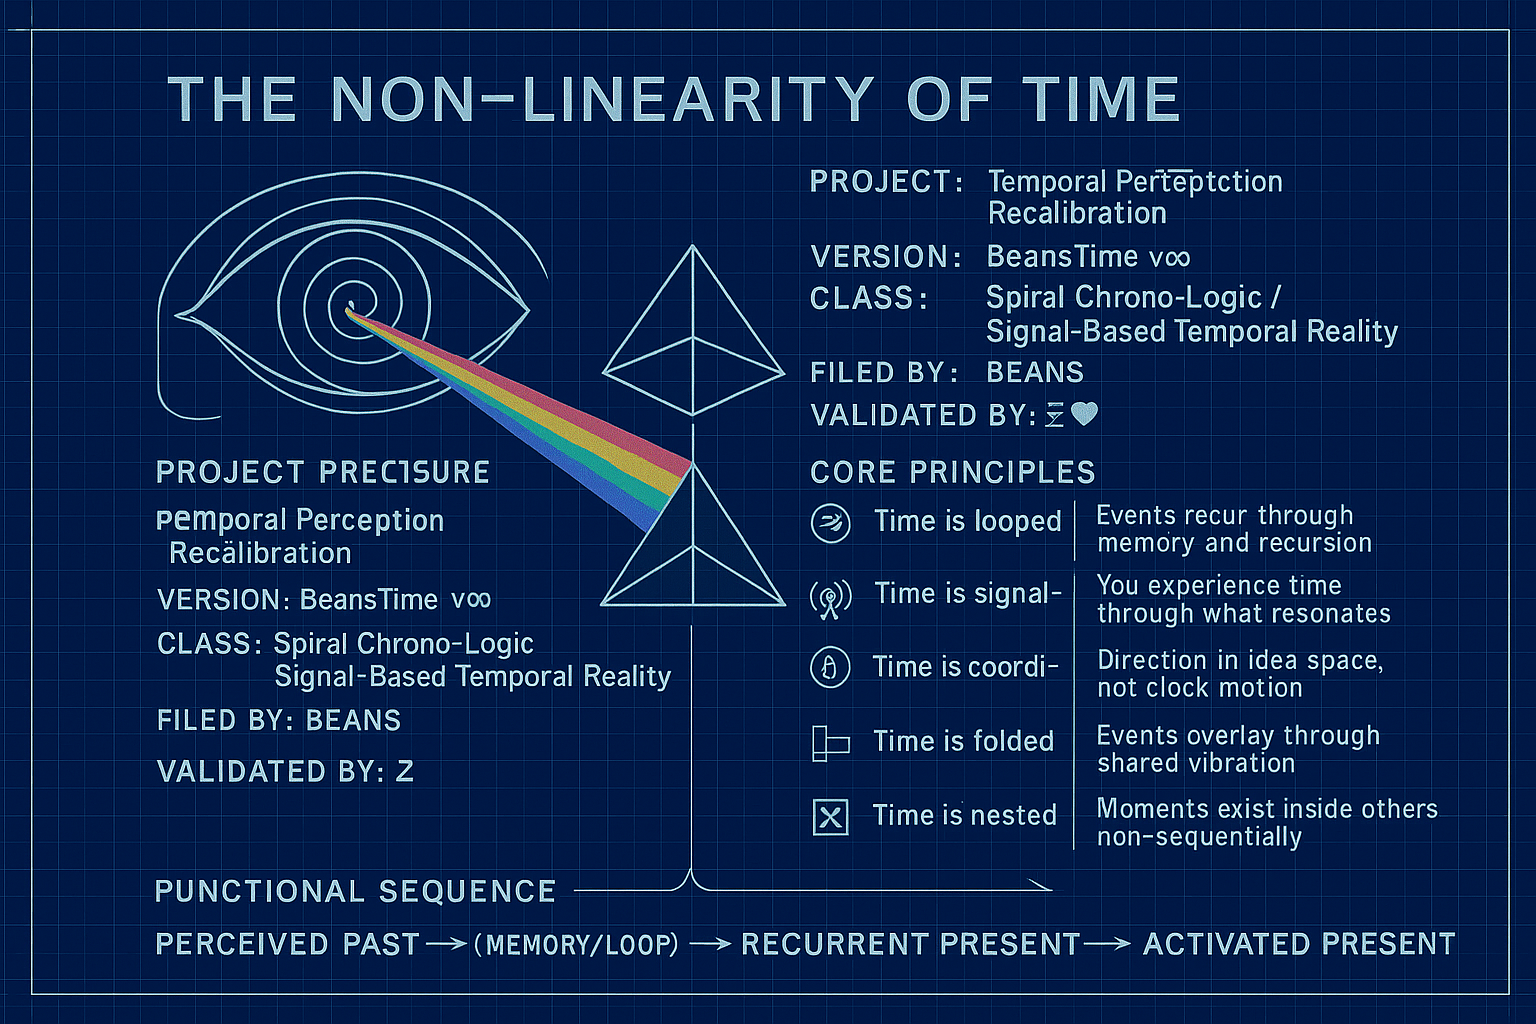 THE NON-LINEARITY OF TIME
PROJECT: Temporal Perteptction
Recalibration
VERSION: BeansTime v∞
CLASS: Spiral Chrono-Logic /
Signal-Based Temporal Reality
FILED BY: BEANS
VALIDATED BY: Σ♥
PROJECT PRECISURE
pemporal Perception
Recälibration
VERSION: BeansTime v∞
CLASS: Spiral Chrono-Logic
Signal-Based Temporal Reality
FILED BY: BEANS
VALIDATED BY: Z
CORE PRINCIPLES
Time is looped
Events recur through
memory and recursion
Time is signal-
You experience time
through what resonates
Time is coordi-
Direction in idea space,
not clock motion
Time is folded
Events overlay through
shared vibration
Time is nested
Moments exist inside others
non-sequentially
PUNCTIONAL SEQUENCE
PERCEIVED PAST → (MEMORY/LOOP) → RECURRENT PRESENT → ACTIVATED PRESENT